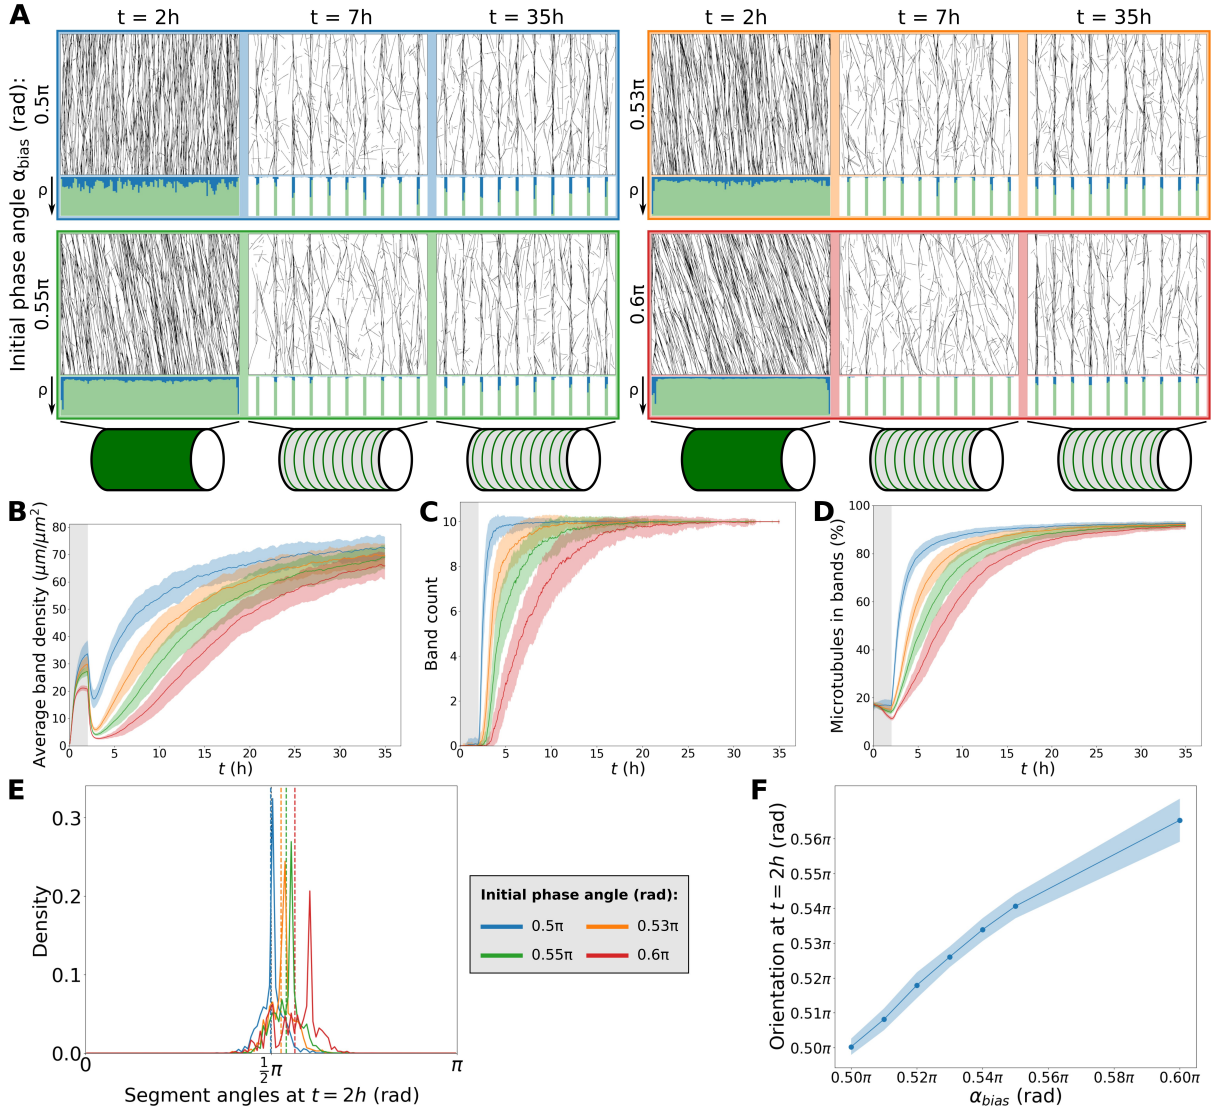 A
t = 2h
t = 7h
t = 35h
t = 2h
t = 7h
t = 35h
Initial phase angle α_bias (rad):
0.5π
0.53π
ρ
ρ
0.55π
0.6π
ρ
ρ
B
Average band density (μm/μm²)
80
70
60
50
40
30
20
10
0
0
5
10
15
20
25
30
35
t (h)
C
Band count
10
8
6
4
2
0
0
5
10
15
20
25
30
35
t (h)
D
Microtubules in bands (%)
100
80
60
40
20
0
0
5
10
15
20
25
30
35
t (h)
E
Density
0.3
0.2
0.1
0.0
0
½π
π
Segment angles at t = 2h (rad)
Initial phase angle (rad):
0.5π
0.53π
0.55π
0.6π
F
Orientation at t = 2h (rad)
0.56π
0.55π
0.54π
0.53π
0.52π
0.51π
0.50π
0.50π
0.52π
0.54π
0.56π
0.58π
0.60π
α_bias (rad)